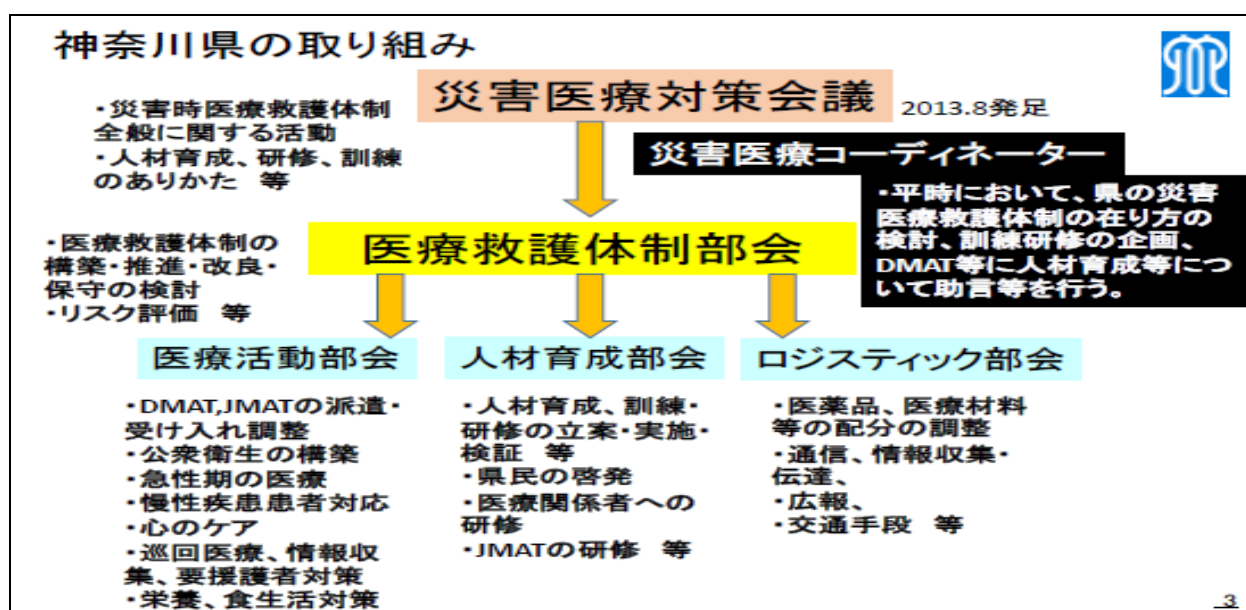 神奈川県の取り組み
災害医療対策会議
2013.8発足
・災害時医療救護体制
全般に関する活動
・人材育成、研修、訓練
のありかた 等
災害医療コーディネーター
・平時において、県の災害
医療救護体制の在り方の
検討、訓練研修の企画、
DMAT等に人材育成等につ
いて助言等を行う。
医療救護体制部会
・医療救護体制の
構築・推進・改良・
保守の検討
・リスク評価 等
医療活動部会
・DMAT,JMATの派遣・
受け入れ調整
・公衆衛生の構築
・急性期の医療
・慢性疾患患者対応
・心のケア
・巡回医療、情報収
集、要援護者対策
・栄養、食生活対策
人材育成部会
・人材育成、訓練・
研修の立案・実施・
検証 等
・県民の啓発
・医療関係者への
研修
・JMATの研修 等
ロジスティック部会
・医薬品、医療材料
等の配分の調整
・通信、情報収集・
伝達、
・広報、
・交通手段 等
3